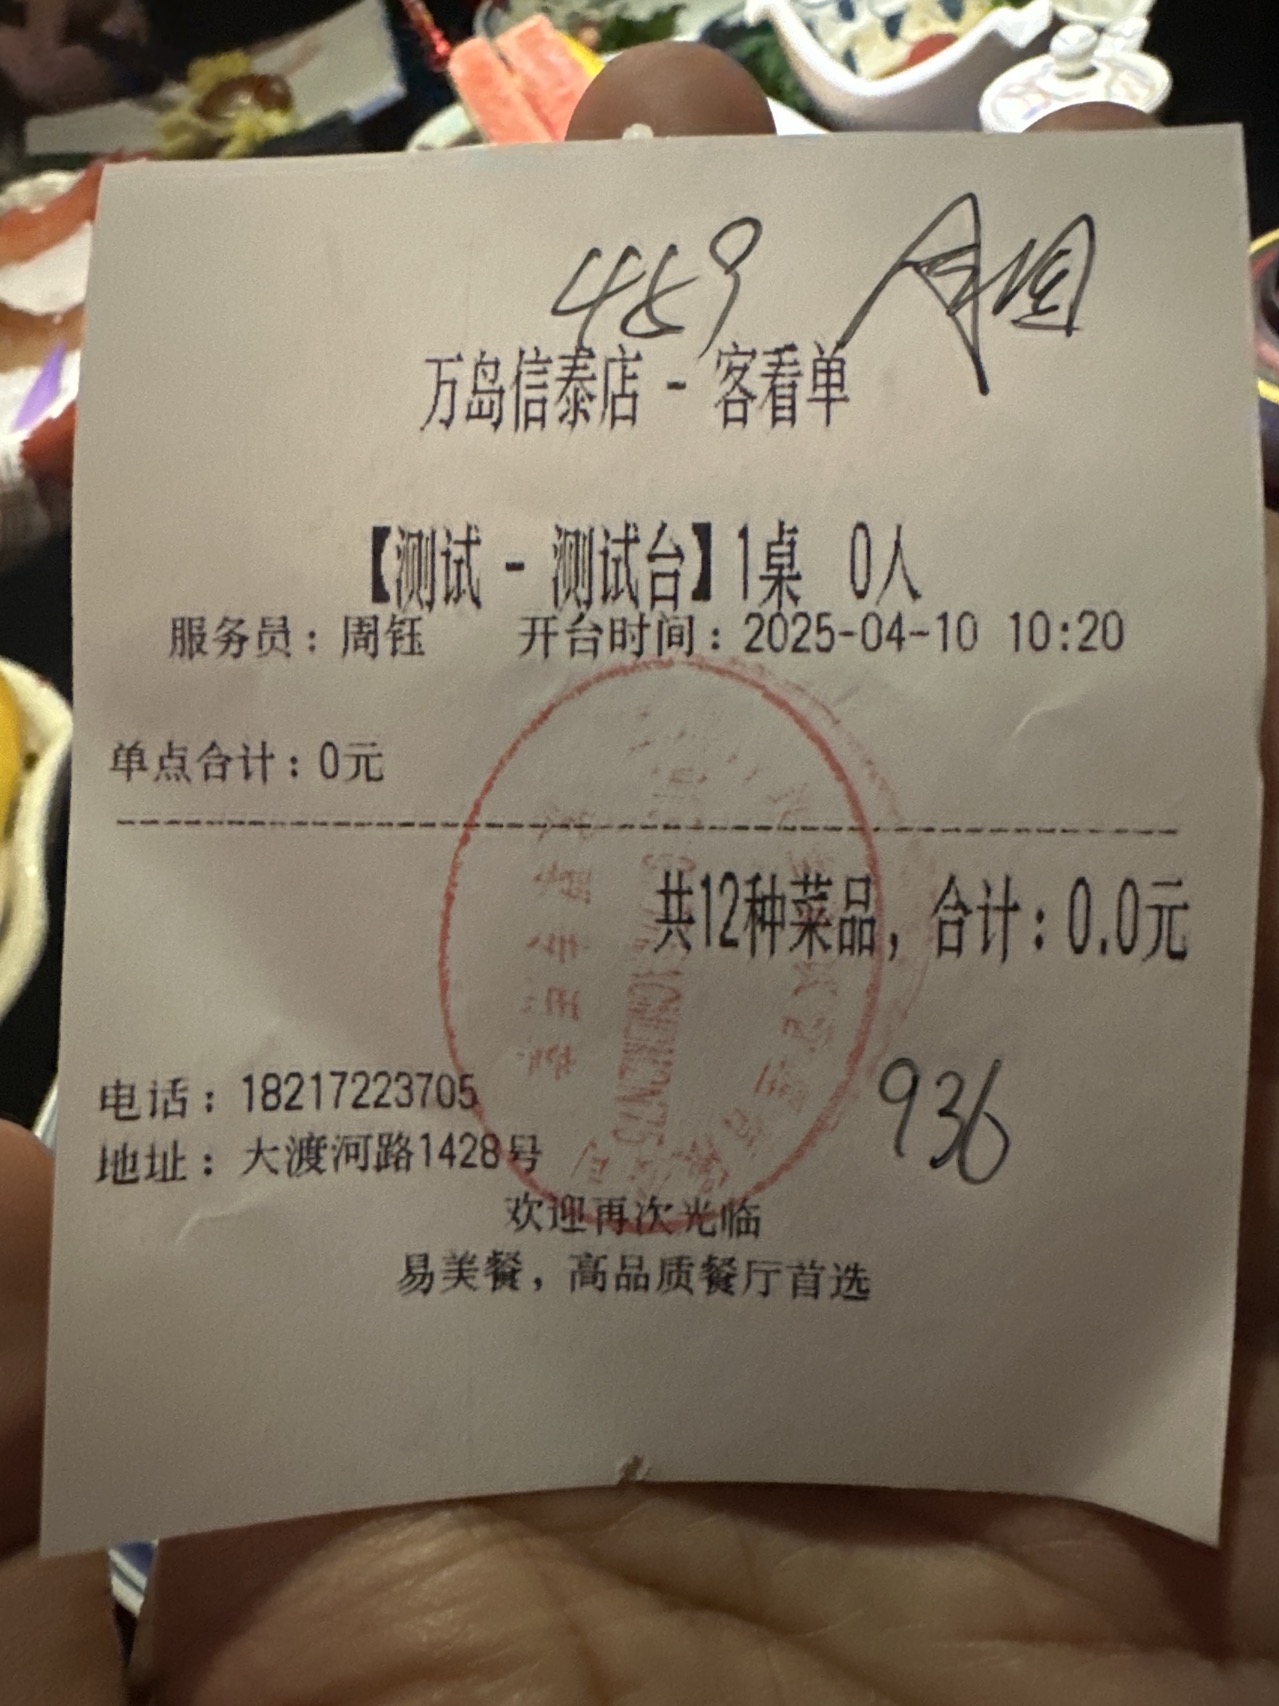 469 月圆
万岛信泰店 - 客看单
【测试 - 测试台】1桌 0人
服务员：周钰 开台时间：2025-04-10 10:20
单点合计：0元
共12种菜品，合计：0.0元
936
电话：18217223705
地址：大渡河路1428号
欢迎再次光临
易美餐，高品质餐厅首选